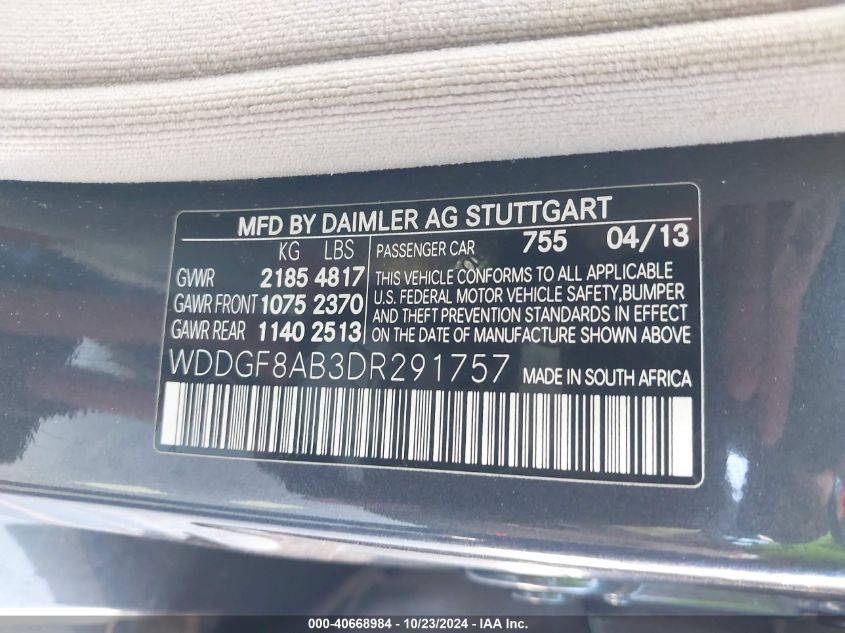 MFD BY DAIMLER AG STUTTGART
KG LBS
GVWR 2185 4817
GAWR FRONT 1075 2370
GAWR REAR 1140 2513
PASSENGER CAR 755 04/13
THIS VEHICLE CONFORMS TO ALL APPLICABLE
U.S. FEDERAL MOTOR VEHICLE SAFETY,BUMPER
AND THEFT PREVENTION STANDARDS IN EFFECT
ON THE DATE OF MANUFACTURE SHOWN ABOVE
WDDGF8AB3DR291757 MADE IN SOUTH AFRICA
000-40668984 - 10/23/2024 - IAA Inc.